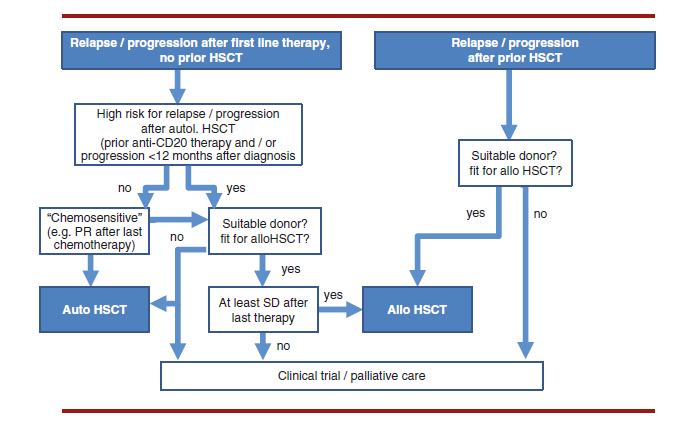 Relapse / progression after first line therapy,
no prior HSCT
Relapse / progression
after prior HSCT
High risk for relapse / progression
after autol. HSCT
(prior anti-CD20 therapy and / or
progression <12 months after diagnosis
Suitable donor?
fit for allo HSCT?
no
yes
“Chemosensitive”
(e.g. PR after last
chemotherapy)
no
Suitable donor?
fit for alloHSCT?
yes
no
yes
Auto HSCT
At least SD after
last therapy
yes
Allo HSCT
no
Clinical trial / palliative care